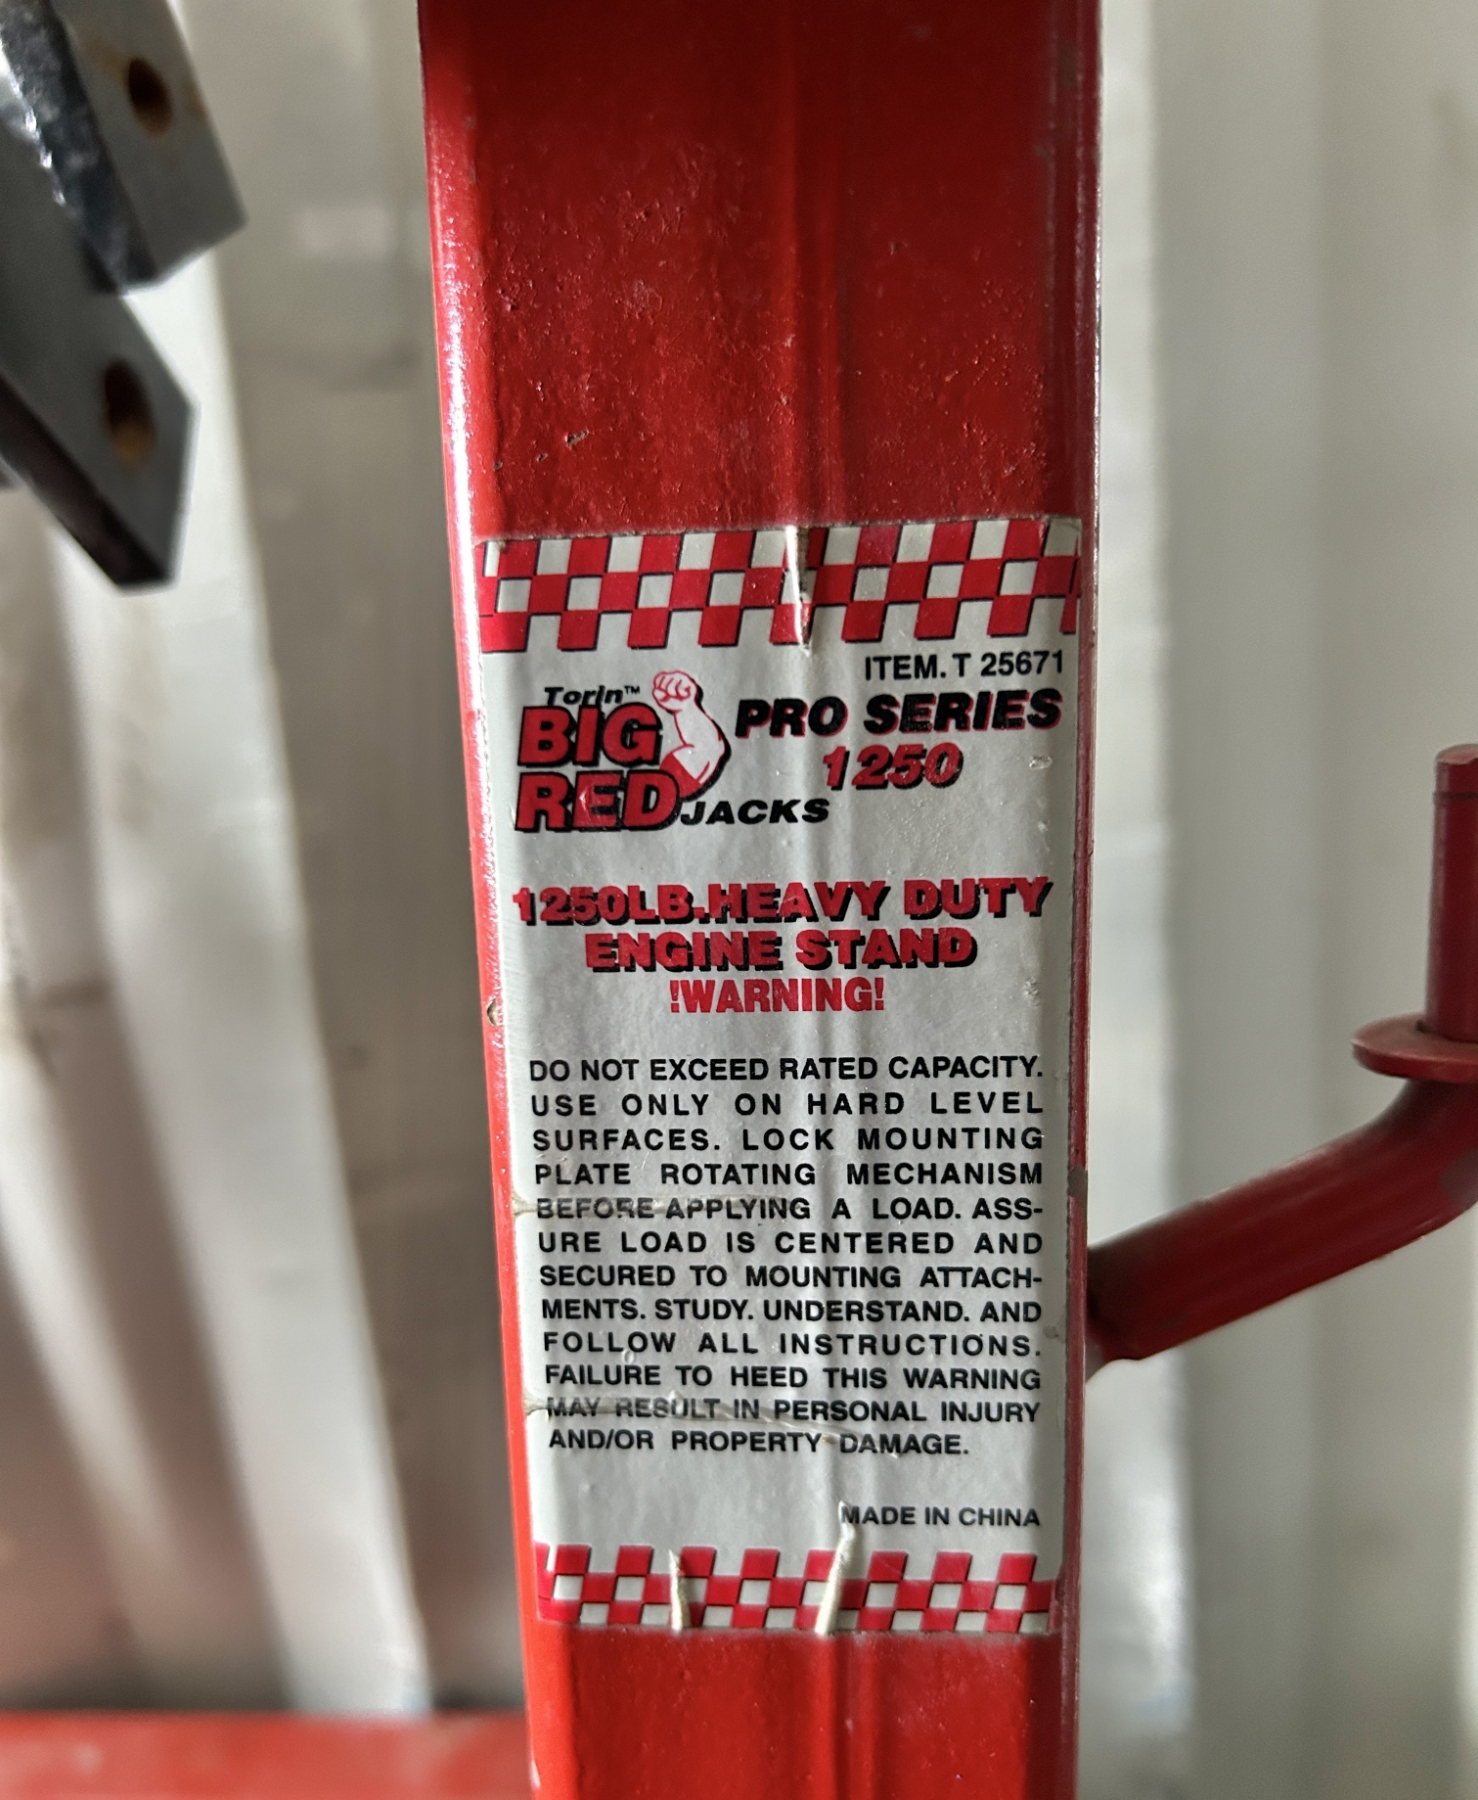 ITEM. T 25671
Torin™
BIG
RED JACKS
PRO SERIES
1250
1250LB. HEAVY DUTY
ENGINE STAND
!WARNING!
DO NOT EXCEED RATED CAPACITY.
USE ONLY ON HARD LEVEL
SURFACES. LOCK MOUNTING
PLATE ROTATING MECHANISM
BEFORE APPLYING A LOAD. ASS-
URE LOAD IS CENTERED AND
SECURED TO MOUNTING ATTACH-
MENTS. STUDY. UNDERSTAND. AND
FOLLOW ALL INSTRUCTIONS.
FAILURE TO HEED THIS WARNING
MAY RESULT IN PERSONAL INJURY
AND/OR PROPERTY DAMAGE.
MADE IN CHINA